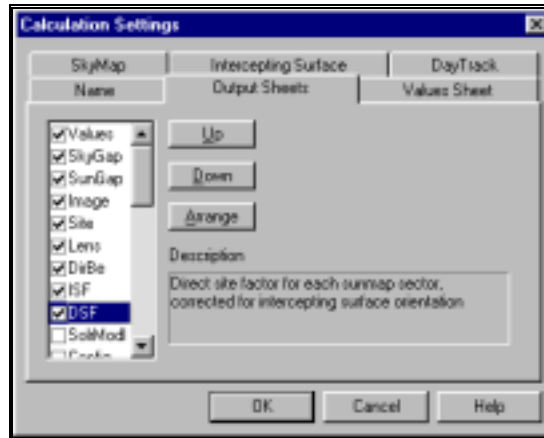 Calculation Settings
SkyMap Intercepting Surface DayTrack
Name Output Sheets Values Sheet
Values
SkyGap
SunGap
Image
Site
Lens
DirBe
ISF
DSF
SolrModl
Config
Up
Down
Arrange
Description
Direct site factor for each sunmap sector,
corrected for intercepting surface orientation
OK Cancel Help